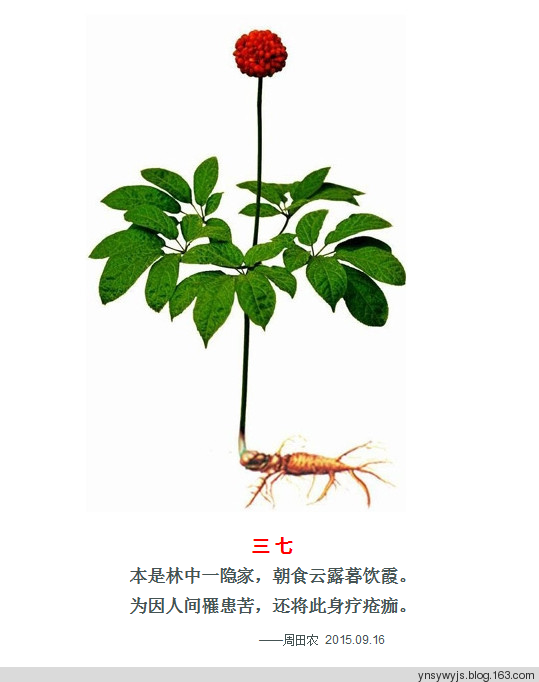 三七
本是林中一隐家，朝食云露暮饮霞。
为因人间罹患苦，还将此身疗疮痂。
——周田农 2015.09.16
ynsywyjs.blog.163.com